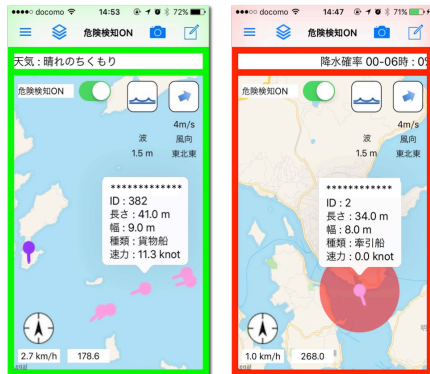 docomo 14:53 72%
危険検知ON
天気 : 晴れのちくもり
危険検知ON
4m/s
波 風向
1.5 m 東北東
*************
ID : 382
長さ : 41.0 m
幅 : 9.0 m
種類 : 貨物船
速力 : 11.3 knot
2.7 km/h 178.6
docomo 14:47 71%
危険検知ON
降水確率 00-06時 : 0%
危険検知ON
4m/s
波 風向
1.5 m 東北東
************
ID : 2
長さ : 34.0 m
幅 : 8.0 m
種類 : 牽引船
速力 : 0.0 knot
1.0 km/h 268.0